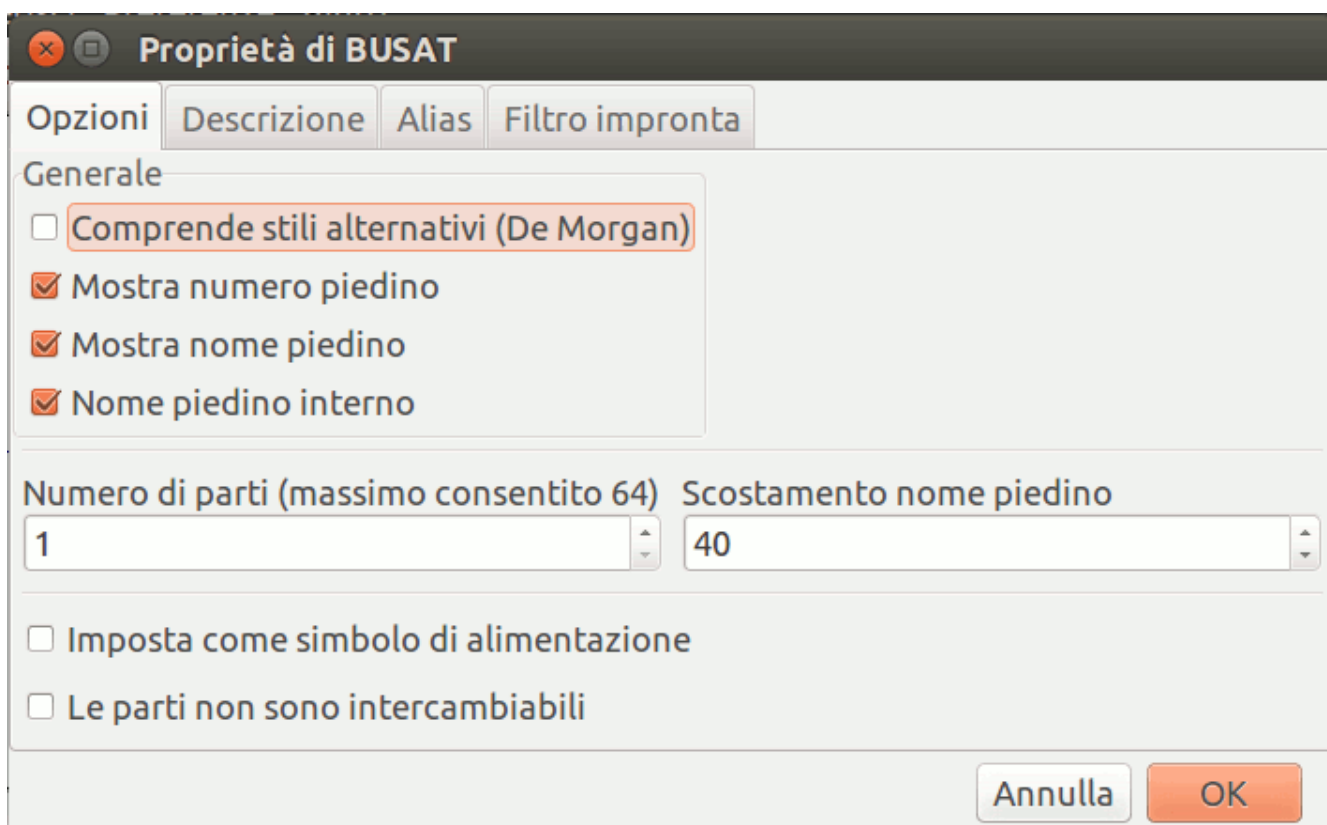 Proprietà di BUSAT
Opzioni Descrizione Alias Filtro impronta
Generale
Comprende stili alternativi (De Morgan)
Mostra numero piedino
Mostra nome piedino
Nome piedino interno
Numero di parti (massimo consentito 64) Scostamento nome piedino
1 40
Imposta come simbolo di alimentazione
Le parti non sono intercambiabili
Annulla OK